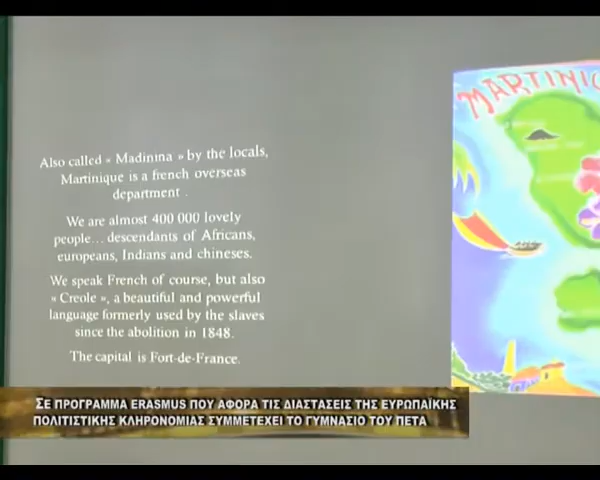 Also called « Madinina » by the locals,
Martinique is a french overseas
department .
We are almost 400 000 lovely
people... descendants of Africans,
europeans, Indians and chineses.
We speak French of course, but also
« Creole », a beautiful and powerful
language formerly used by the slaves
since the abolition in 1848.
The capital is Fort-de-France.
MARTINIQ
ΣΕ ΠΡΟΓΡΑΜΜΑ ERASMUS ΠΟΥ ΑΦΟΡΑ ΤΙΣ ΔΙΑΣΤΑΣΕΙΣ ΤΗΣ ΕΥΡΩΠΑΪΚΗΣ
ΠΟΛΙΤΙΣΤΙΚΗΣ ΚΛΗΡΟΝΟΜΙΑΣ ΣΥΜΜΕΤΕΧΕΙ ΤΟ ΓΥΜΝΑΣΙΟ ΤΟΥ ΠΕΤΑ